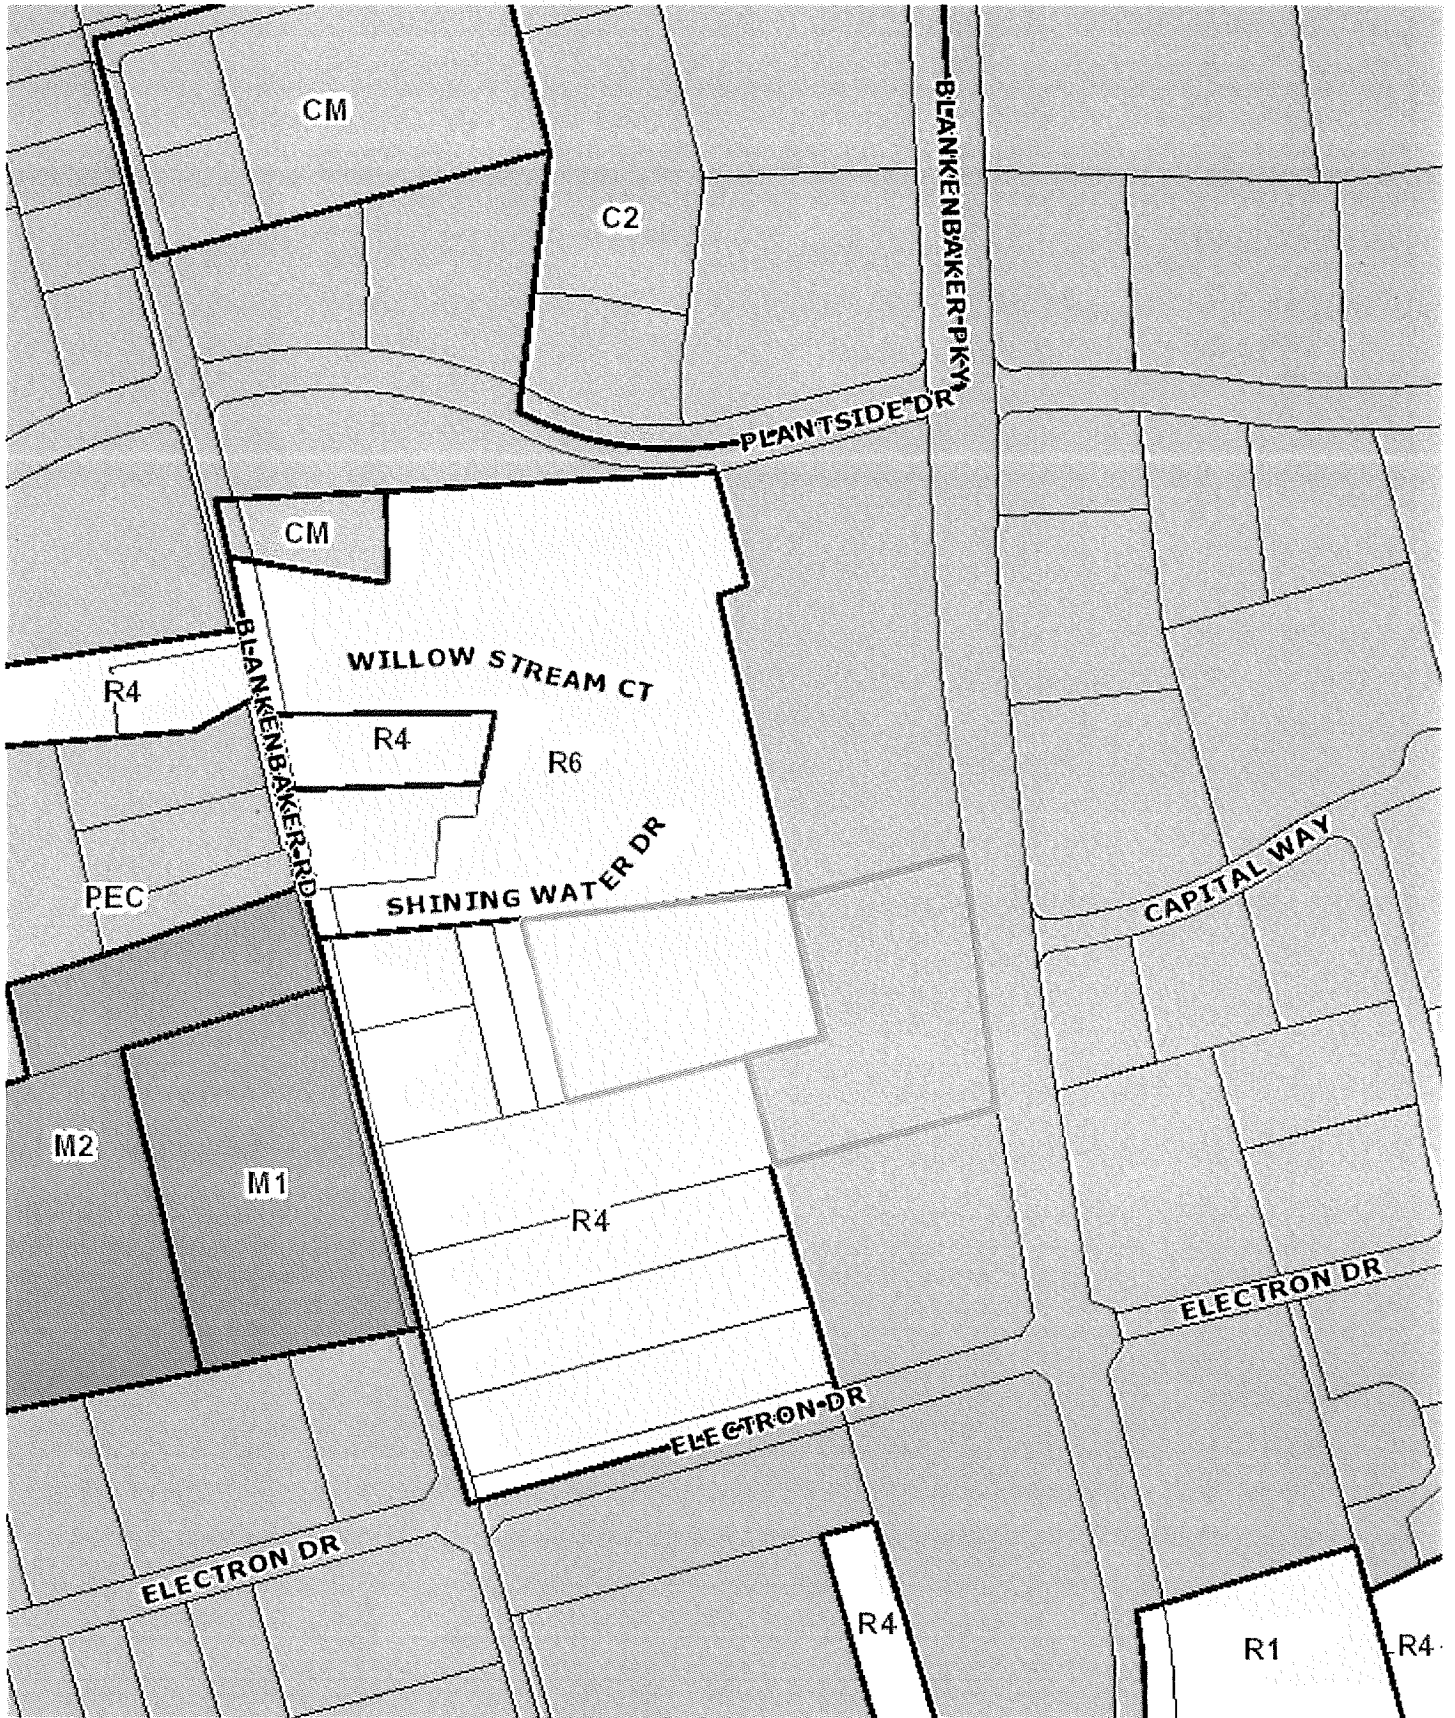 CM
C2
BLANKENBAKER PKY
PLANTSIDE DR
CM
WILLOW STREAM CT
R4
BLANKENBAKER RD
R4
R6
SHINING WATER DR
CAPITAL WAY
PEC
M2
M1
R4
ELECTRON DR
ELECTRON DR
ELECTRON DR
R4
R1
R4